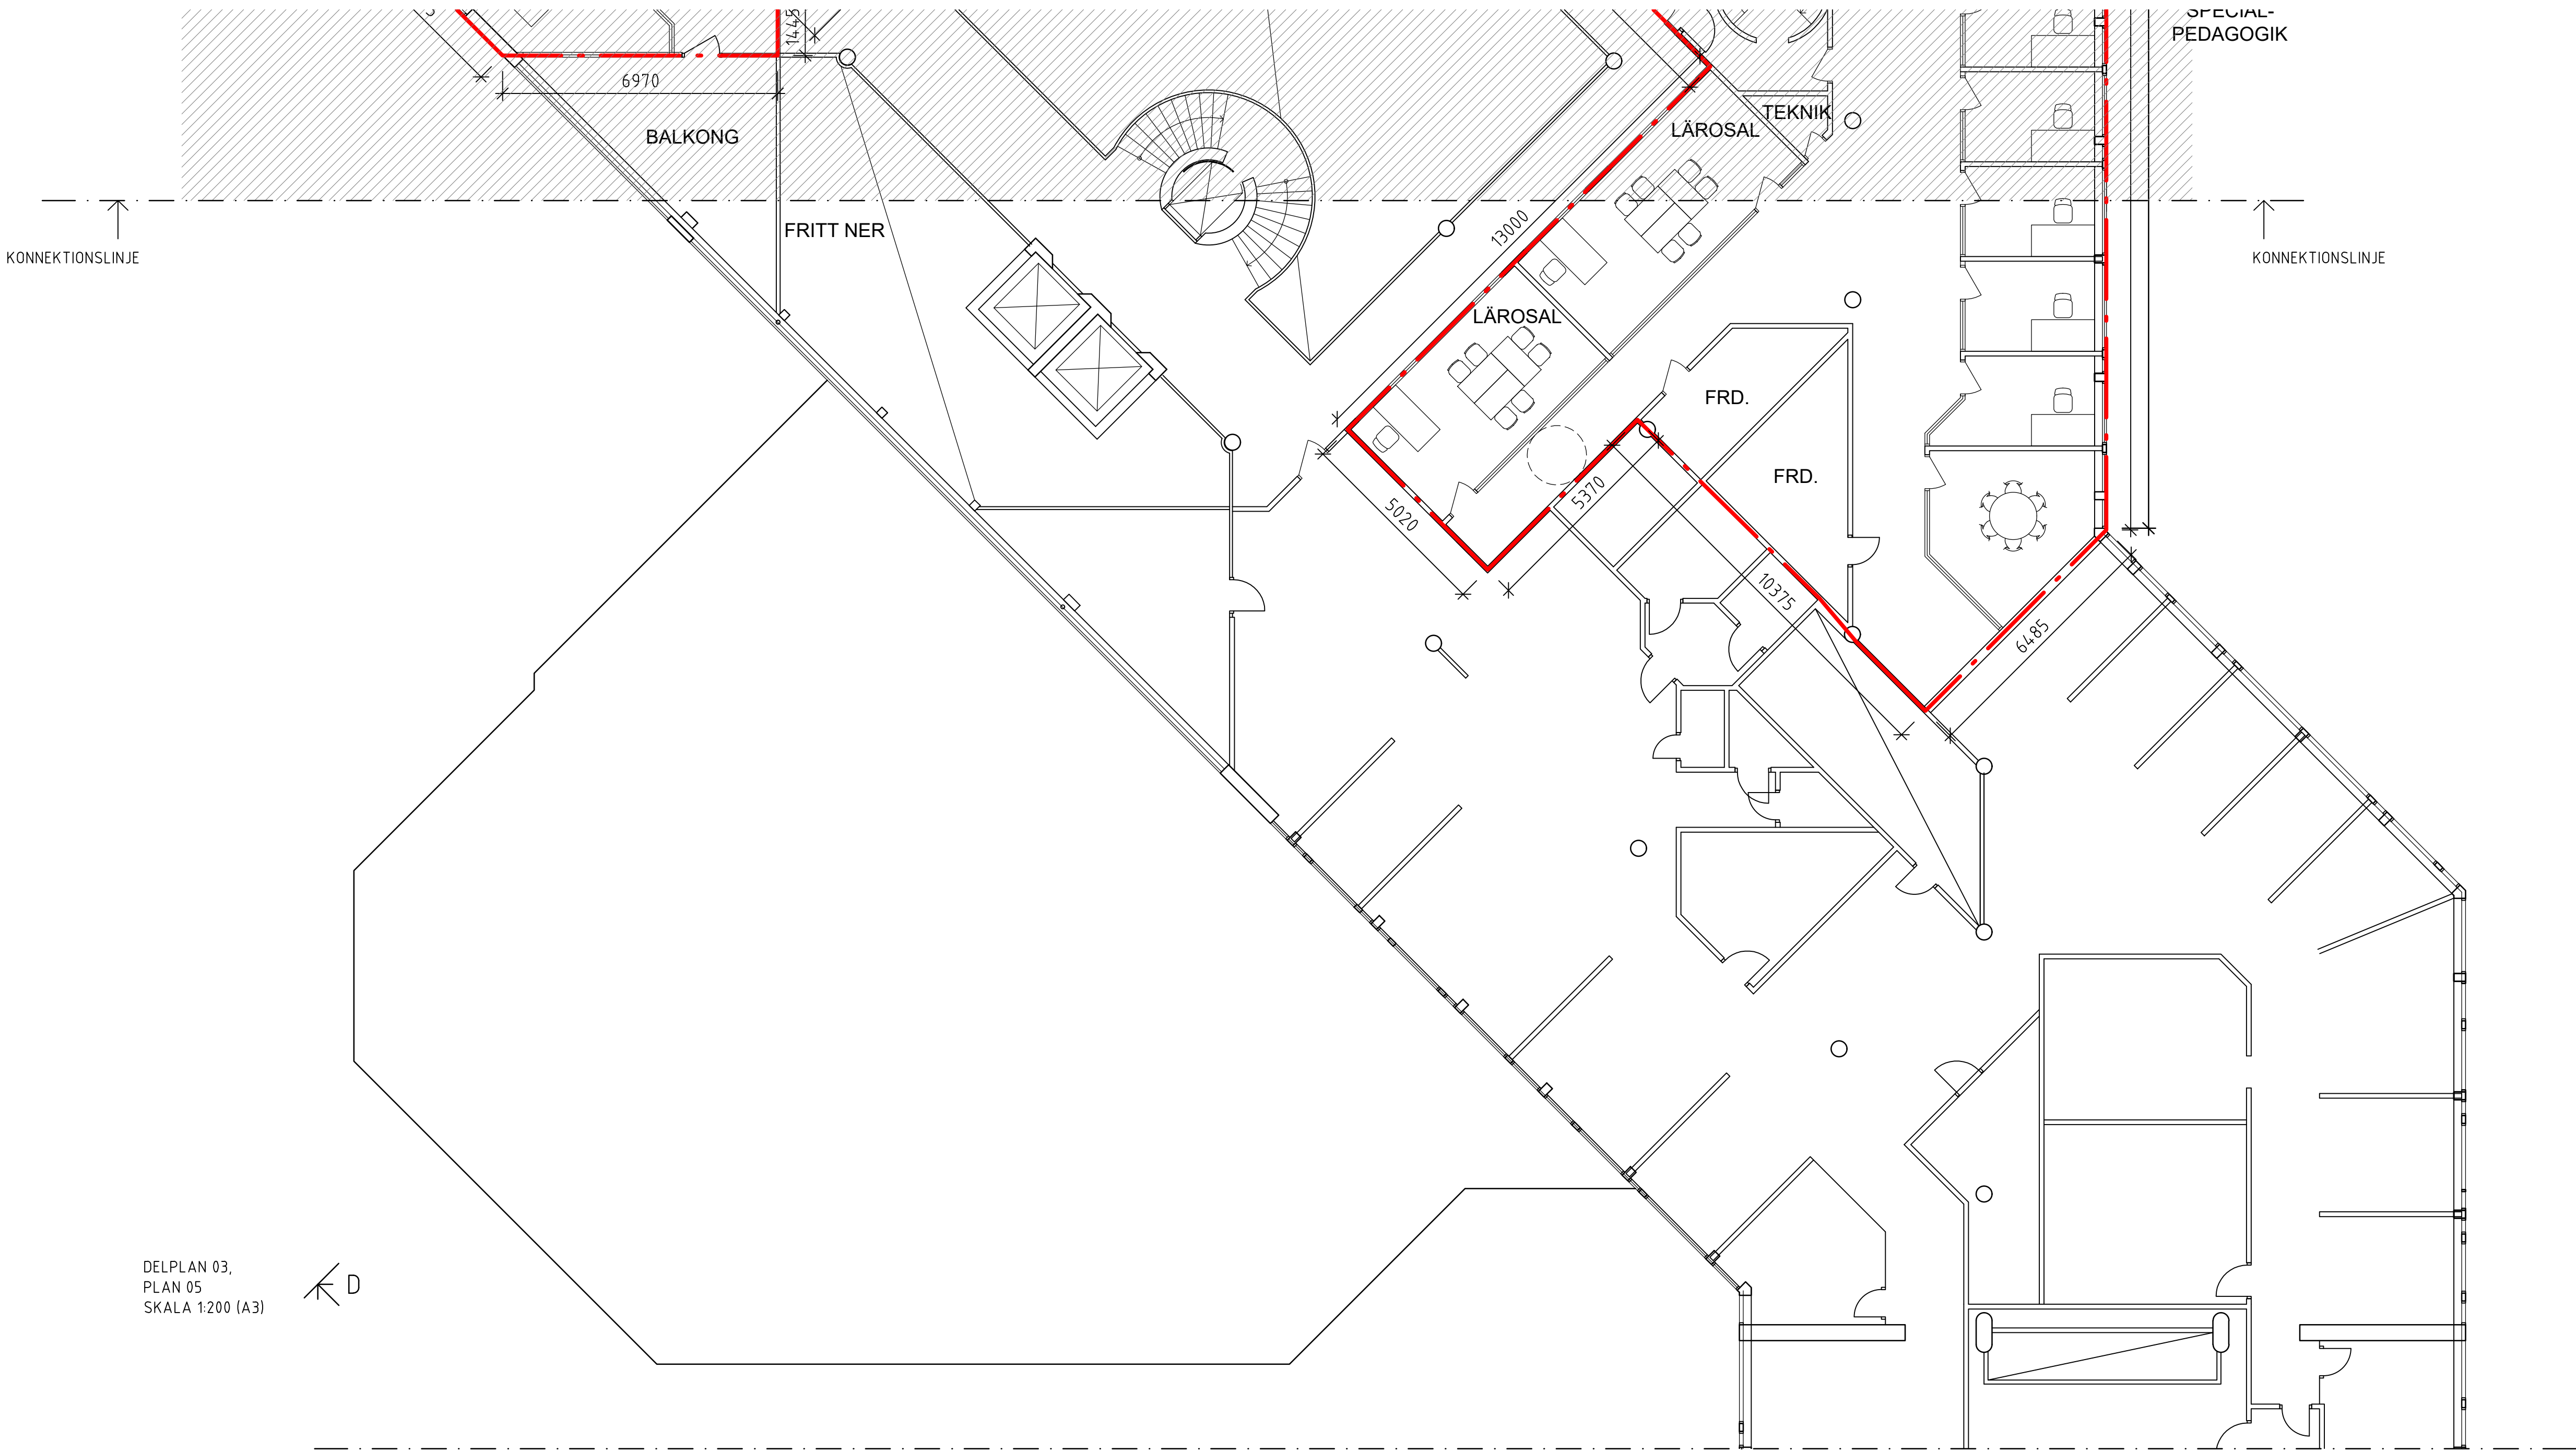 SPECIAL-
PEDAGOGIK
1445
6970
BALKONG
TEKNIK
LÄROSAL
FRITT NER
13000
KONNEKTIONSLINJE
KONNEKTIONSLINJE
LÄROSAL
FRD.
FRD.
5370
5020
10375
6485
DELPLAN 03,
PLAN 05
SKALA 1:200 (A3)
D